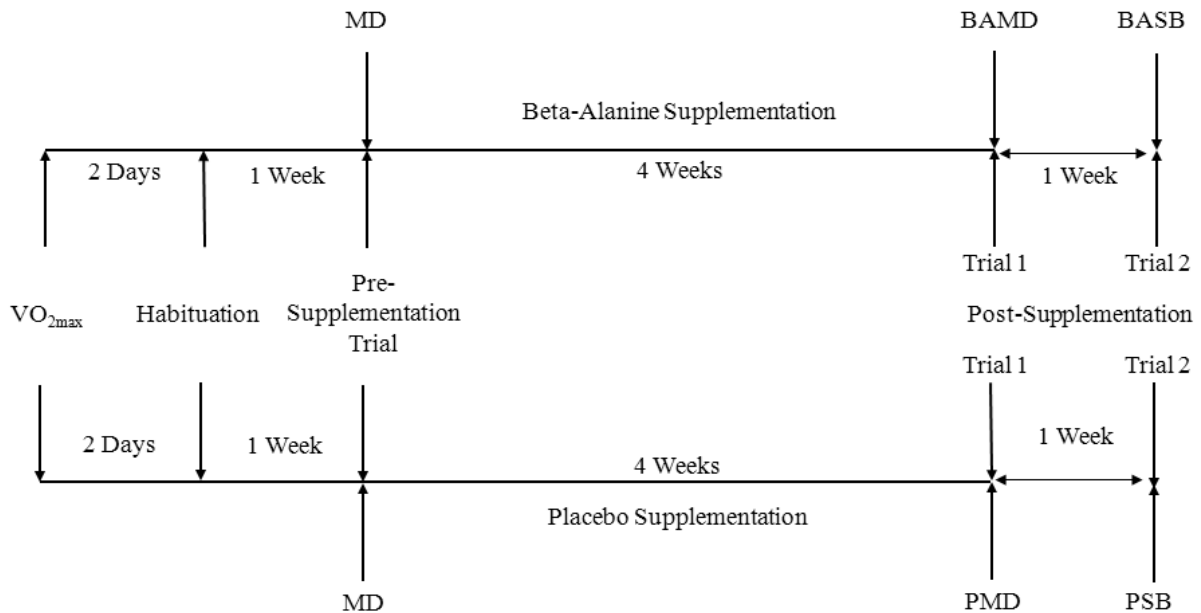 MD
BAMD
BASB
Beta-Alanine Supplementation
2 Days
1 Week
4 Weeks
1 Week
Trial 1
Trial 2
VO2max
Habituation
Pre-
Supplementation
Trial
Post-Supplementation
Trial 1
Trial 2
2 Days
1 Week
4 Weeks
1 Week
Placebo Supplementation
MD
PMD
PSB